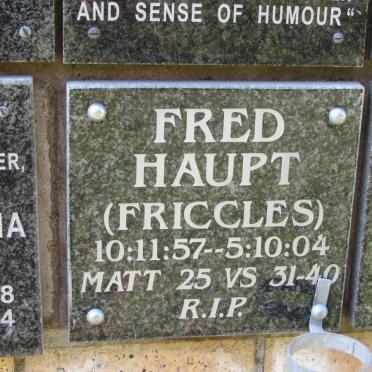 AND SENSE OF HUMOUR"
FRED
HAUPT
(FRICCLES)
10:11:57--5:10:04
MATT 25 VS 31-40
R.I.P.
ER,
IA
8
4